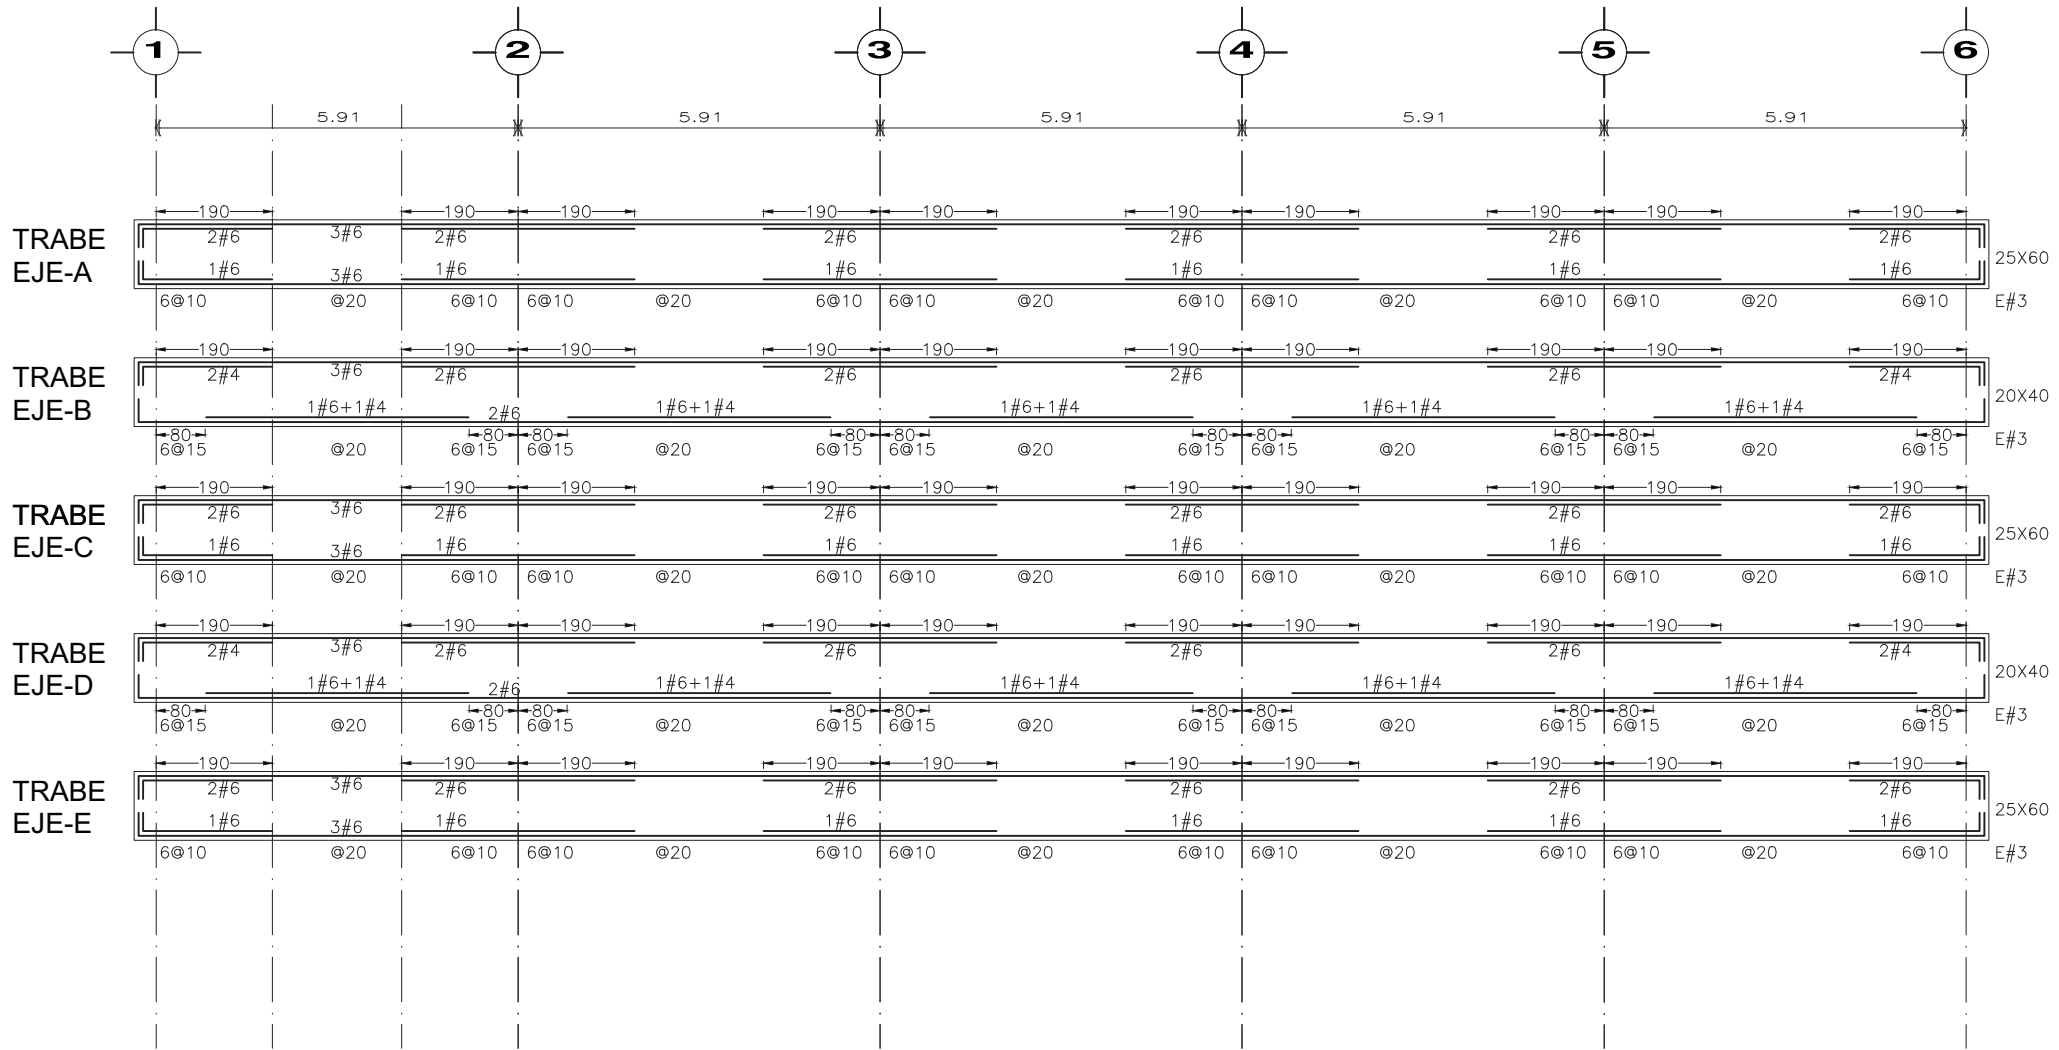 1 2 3 4 5 6
5.91 5.91 5.91 5.91 5.91
190 190 190 190 190 190 190 190 190 190
TRABE
EJE-A
2#6 3#6 2#6 2#6 2#6 2#6 2#6
25X60
1#6 3#6 1#6 1#6 1#6 1#6 1#6
6@10 @20 6@10 6@10 @20 6@10 6@10 @20 6@10 6@10 @20 6@10 6@10 @20 6@10 E#3
190 190 190 190 190 190 190 190 190 190
TRABE
EJE-B
2#4 3#6 2#6 2#6 2#6 2#6 2#4
20X40
1#6+1#4 2#6 1#6+1#4 1#6+1#4 1#6+1#4 1#6+1#4
80 80 80 80 80 80 80 80 80 80
6@15 @20 6@15 6@15 @20 6@15 6@15 @20 6@15 6@15 @20 6@15 6@15 @20 6@15 E#3
190 190 190 190 190 190 190 190 190 190
TRABE
EJE-C
2#6 3#6 2#6 2#6 2#6 2#6 2#6
25X60
1#6 3#6 1#6 1#6 1#6 1#6 1#6
6@10 @20 6@10 6@10 @20 6@10 6@10 @20 6@10 6@10 @20 6@10 6@10 @20 6@10 E#3
190 190 190 190 190 190 190 190 190 190
TRABE
EJE-D
2#4 3#6 2#6 2#6 2#6 2#6 2#4
20X40
1#6+1#4 2#6 1#6+1#4 1#6+1#4 1#6+1#4 1#6+1#4
80 80 80 80 80 80 80 80 80 80
6@15 @20 6@15 6@15 @20 6@15 6@15 @20 6@15 6@15 @20 6@15 6@15 @20 6@15 E#3
190 190 190 190 190 190 190 190 190 190
TRABE
EJE-E
2#6 3#6 2#6 2#6 2#6 2#6 2#6
25X60
1#6 3#6 1#6 1#6 1#6 1#6 1#6
6@10 @20 6@10 6@10 @20 6@10 6@10 @20 6@10 6@10 @20 6@10 6@10 @20 6@10 E#3